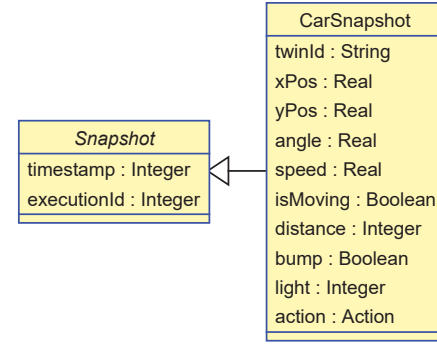 Snapshot
timestamp : Integer
executionId : Integer
CarSnapshot
twinId : String
xPos : Real
yPos : Real
angle : Real
speed : Real
isMoving : Boolean
distance : Integer
bump : Boolean
light : Integer
action : Action